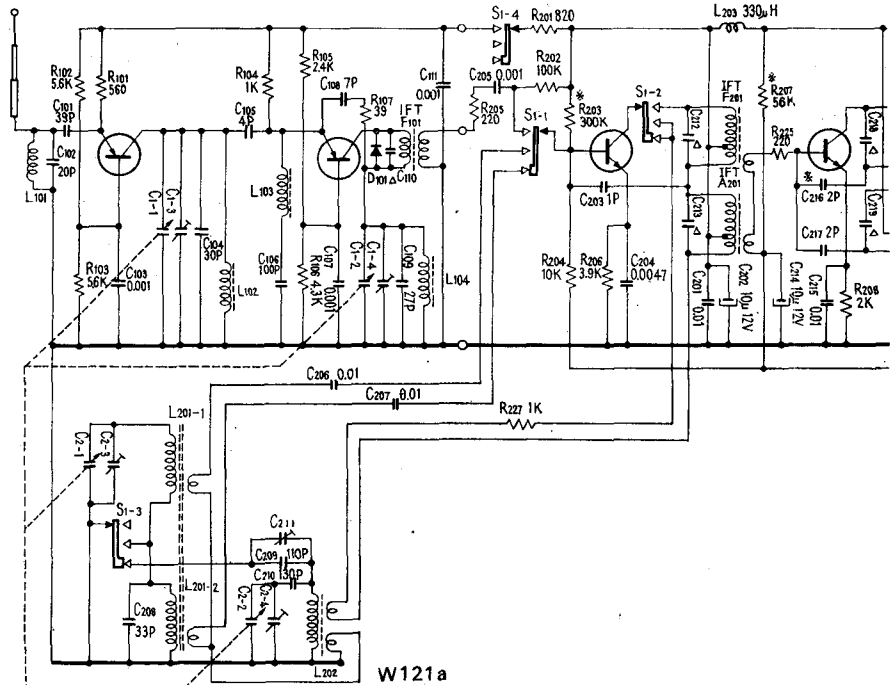 S1-4
R201 820
L203 330μH
R102 5.6K
R101 560
R104 1K
R105 2.4K
C108 7P
R107 39
IFT F101
C111 0.001
C205 0.001
R202 100K
S1-2
IFT F201
*
R207 56K
C101 39P
C105 4P
R205 220
S1-1
*
R203 300K
C212
R225 220
C218
C102 20P
L101
D101
C110
IFT A201
*
C216 2P
C1-1
C1-3
L103
C203 1P
C213
C219
C104 30P
C106 100P
R106 4.3K
C107 0.001
C1-2
C1-4
C109 27P
L104
C217 2P
R103 5.6K
C103 0.001
L102
R204 10K
R206 3.9K
C204 0.0047
C201 0.01
C202 10μ 12V
C214 10μ 12V
C215 0.01
R208 2K
C206 0.01
C207 0.01
R227 1K
L201-1
C2-1
C2-3
S1-3
C211
C209 110P
C210 130P
L201-2
C2-2
C2-4
C208 33P
L202
W121a